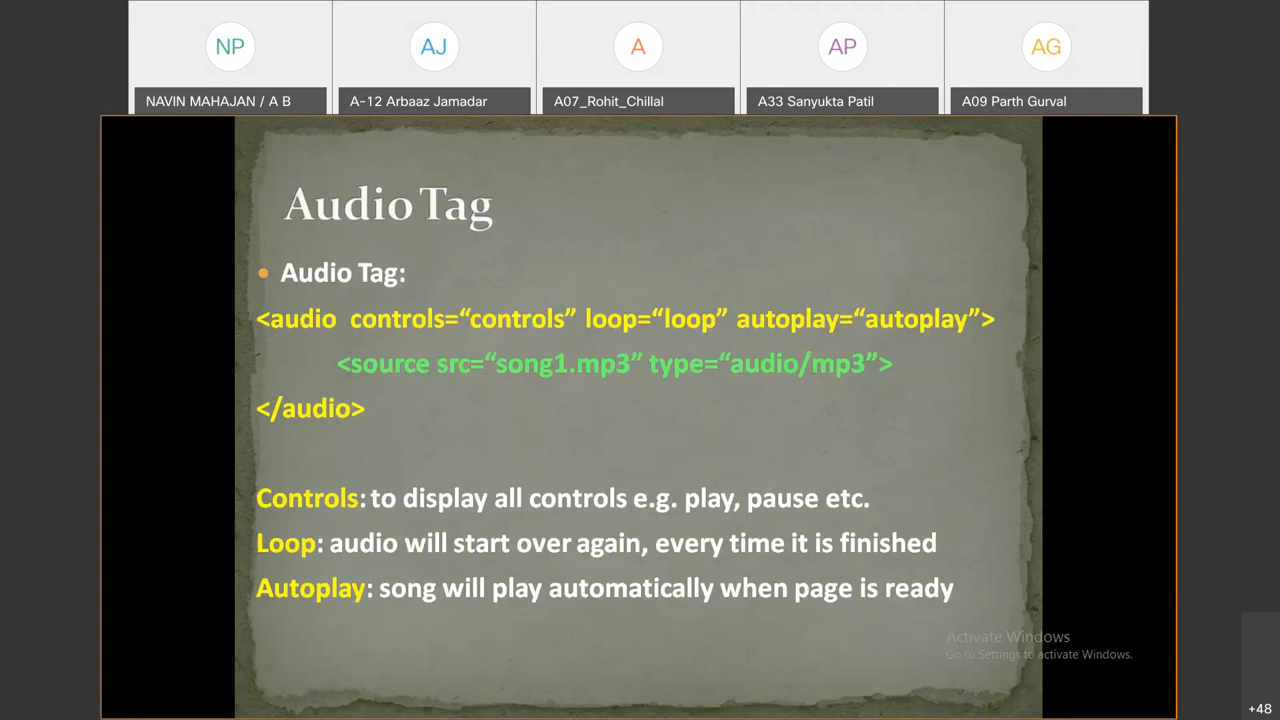 NP
AJ
A
AP
AG
NAVIN MAHAJAN / A B
A-12 Arbaaz Jamadar
A07_Rohit_Chillal
A33 Sanyukta Patil
A09 Parth Gurval
Audio Tag
• Audio Tag:
<audio controls=“controls” loop=“loop” autoplay=“autoplay”>
<source src=“song1.mp3” type=“audio/mp3”>
</audio>
Controls: to display all controls e.g. play, pause etc.
Loop: audio will start over again, every time it is finished
Autoplay: song will play automatically when page is ready
Activate Windows
Go to Settings to activate Windows.
+48